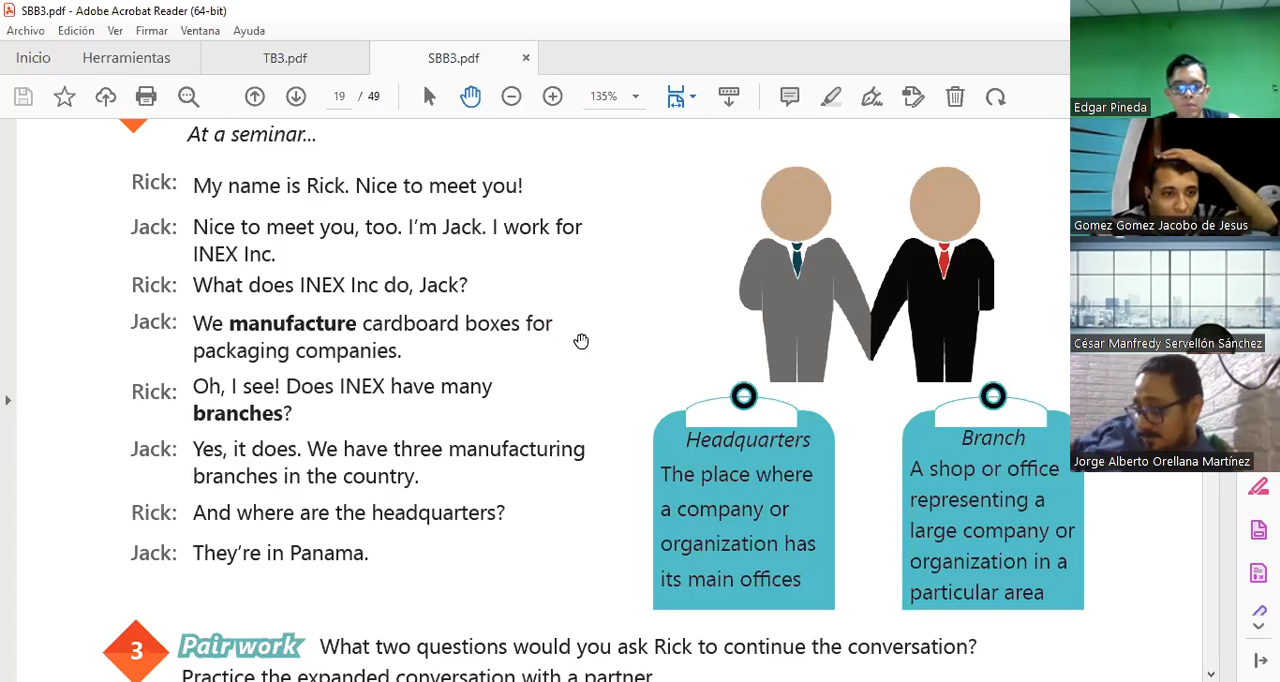 SBB3.pdf - Adobe Acrobat Reader (64-bit)
Archivo Edición Ver Firmar Ventana Ayuda
Inicio Herramientas TB3.pdf SBB3.pdf ×
19 / 49 135%
At a seminar...
Rick: My name is Rick. Nice to meet you!
Jack: Nice to meet you, too. I'm Jack. I work for
INEX Inc.
Rick: What does INEX Inc do, Jack?
Jack: We manufacture cardboard boxes for
packaging companies.
Rick: Oh, I see! Does INEX have many
branches?
Jack: Yes, it does. We have three manufacturing
branches in the country.
Rick: And where are the headquarters?
Jack: They're in Panama.
Headquarters
The place where
a company or
organization has
its main offices
Branch
A shop or office
representing a
large company or
organization in a
particular area
3 Pair work What two questions would you ask Rick to continue the conversation?
Practice the expanded conversation with a partner
Edgar Pineda
Gomez Gomez Jacobo de Jesus
César Manfredy Servellón Sánchez
Jorge Alberto Orellana Martínez